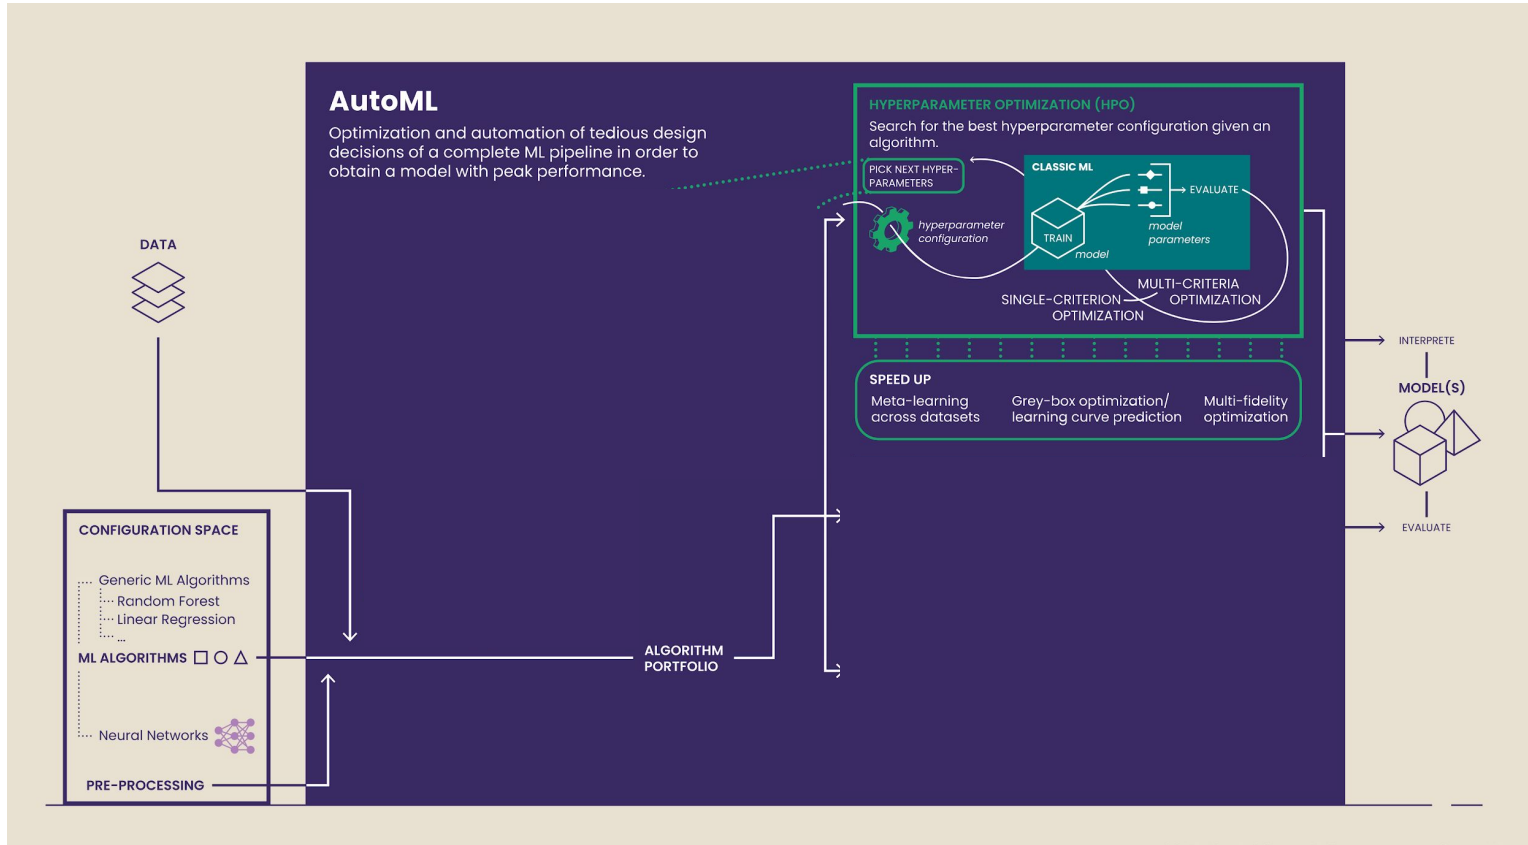 AutoML
Optimization and automation of tedious design
decisions of a complete ML pipeline in order to
obtain a model with peak performance.
HYPERPARAMETER OPTIMIZATION (HPO)
Search for the best hyperparameter configuration given an
algorithm.
PICK NEXT HYPER-
PARAMETERS
hyperparameter
configuration
CLASSIC ML
TRAIN
model
EVALUATE
model
parameters
SINGLE-CRITERION
OPTIMIZATION
MULTI-CRITERIA
OPTIMIZATION
SPEED UP
Meta-learning
across datasets
Grey-box optimization/
learning curve prediction
Multi-fidelity
optimization
DATA
CONFIGURATION SPACE
Generic ML Algorithms
Random Forest
Linear Regression
...
ML ALGORITHMS
Neural Networks
PRE-PROCESSING
ALGORITHM
PORTFOLIO
INTERPRETE
MODEL(S)
EVALUATE